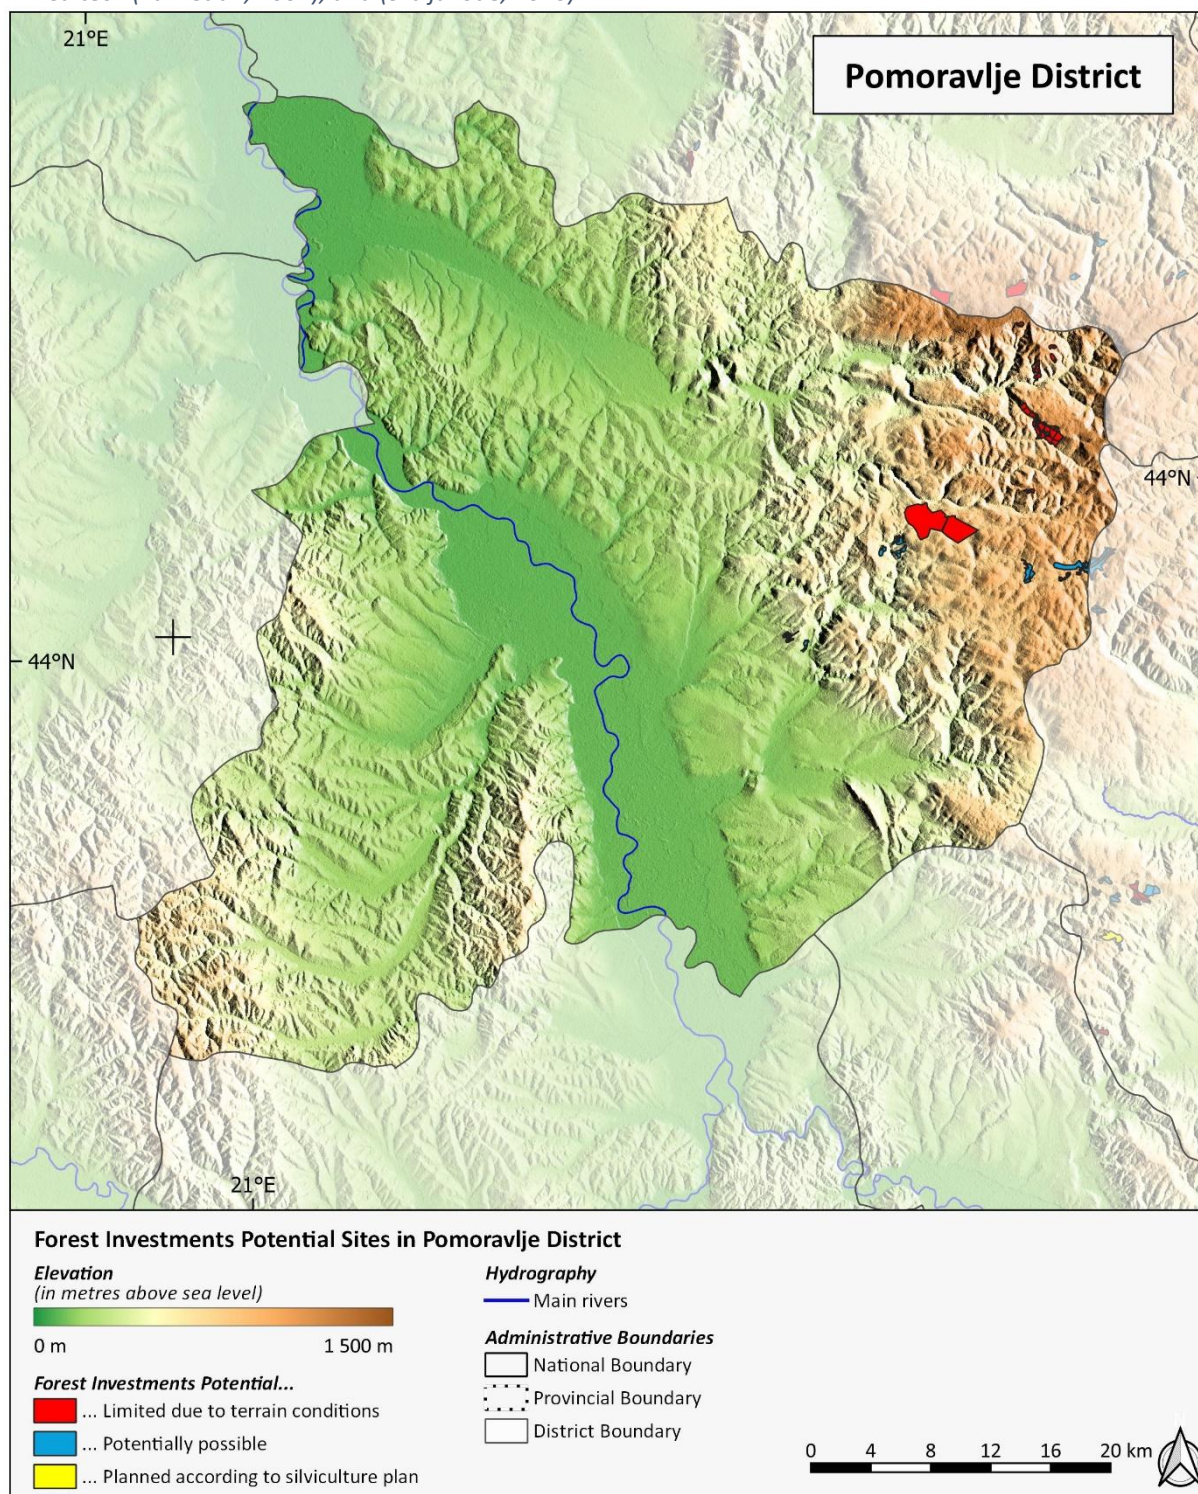 21°E
Pomoravlje District
44°N
44°N
21°E
Forest Investments Potential Sites in Pomoravlje District
Elevation
(in metres above sea level)
0 m 1 500 m
Forest Investments Potential...
... Limited due to terrain conditions
... Potentially possible
... Planned according to silviculture plan
Hydrography
Main rivers
Administrative Boundaries
National Boundary
Provincial Boundary
District Boundary
0 4 8 12 16 20 km